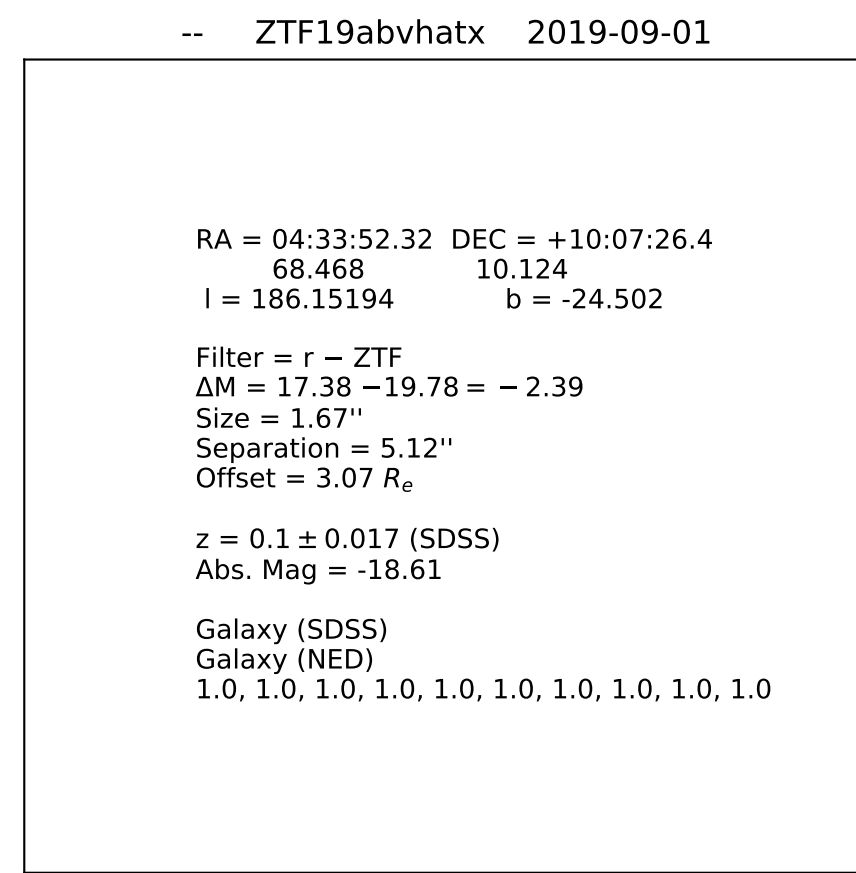 -- ZTF19abvhatx 2019-09-01
RA = 04:33:52.32 DEC = +10:07:26.4
68.468 10.124
l = 186.15194 b = -24.502
Filter = r − ZTF
ΔM = 17.38 −19.78 = − 2.39
Size = 1.67''
Separation = 5.12''
Offset = 3.07 Re
z = 0.1 ± 0.017 (SDSS)
Abs. Mag = -18.61
Galaxy (SDSS)
Galaxy (NED)
1.0, 1.0, 1.0, 1.0, 1.0, 1.0, 1.0, 1.0, 1.0, 1.0